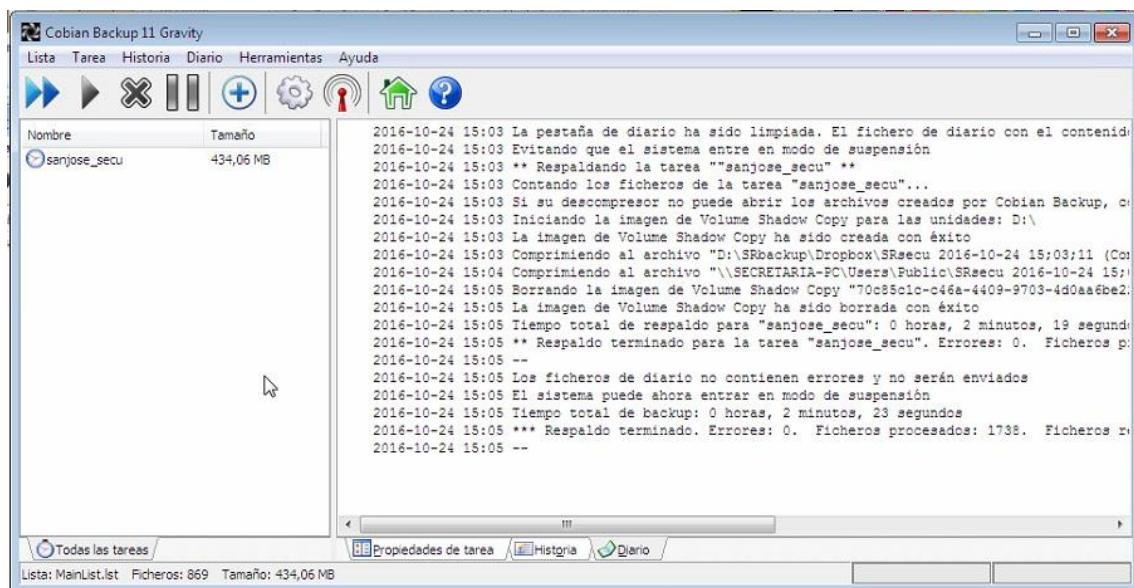 Cobian Backup 11 Gravity
Lista Tarea Historia Diario Herramientas Ayuda
Nombre Tamaño
sanjose_secu 434,06 MB
2016-10-24 15:03 La pestaña de diario ha sido limpiada. El fichero de diario con el contenid
2016-10-24 15:03 Evitando que el sistema entre en modo de suspensión
2016-10-24 15:03 ** Respaldando la tarea ""sanjose_secu" **
2016-10-24 15:03 Contando los ficheros de la tarea "sanjose_secu"...
2016-10-24 15:03 Si su descompresor no puede abrir los archivos creados por Cobian Backup,
2016-10-24 15:03 Iniciando la imagen de Volume Shadow Copy para las unidades: D:\
2016-10-24 15:03 La imagen de Volume Shadow Copy ha sido creada con éxito
2016-10-24 15:03 Comprimiendo al archivo "D:\SRbackup\Dropbox\SRsecu 2016-10-24 15;03;11 (Co
2016-10-24 15:04 Comprimiendo al archivo "\\SECRETARIA-PC\Users\Public\SRsecu 2016-10-24 15;
2016-10-24 15:05 Borrando la imagen de Volume Shadow Copy "70c85c1c-c46a-4409-9703-4d0aa6be2
2016-10-24 15:05 La imagen de Volume Shadow Copy ha sido borrada con éxito
2016-10-24 15:05 Tiempo total de respaldo para "sanjose_secu": 0 horas, 2 minutos, 19 segund
2016-10-24 15:05 ** Respaldo terminado para la tarea "sanjose_secu". Errores: 0. Ficheros p
2016-10-24 15:05 --
2016-10-24 15:05 Los ficheros de diario no contienen errores y no serán enviados
2016-10-24 15:05 El sistema puede ahora entrar en modo de suspensión
2016-10-24 15:05 Tiempo total de backup: 0 horas, 2 minutos, 23 segundos
2016-10-24 15:05 *** Respaldo terminado. Errores: 0. Ficheros procesados: 1738. Ficheros r
2016-10-24 15:05 --
Todas las tareas
Propiedades de tarea Historia Diario
Lista: MainList.lst Ficheros: 869 Tamaño: 434,06 MB